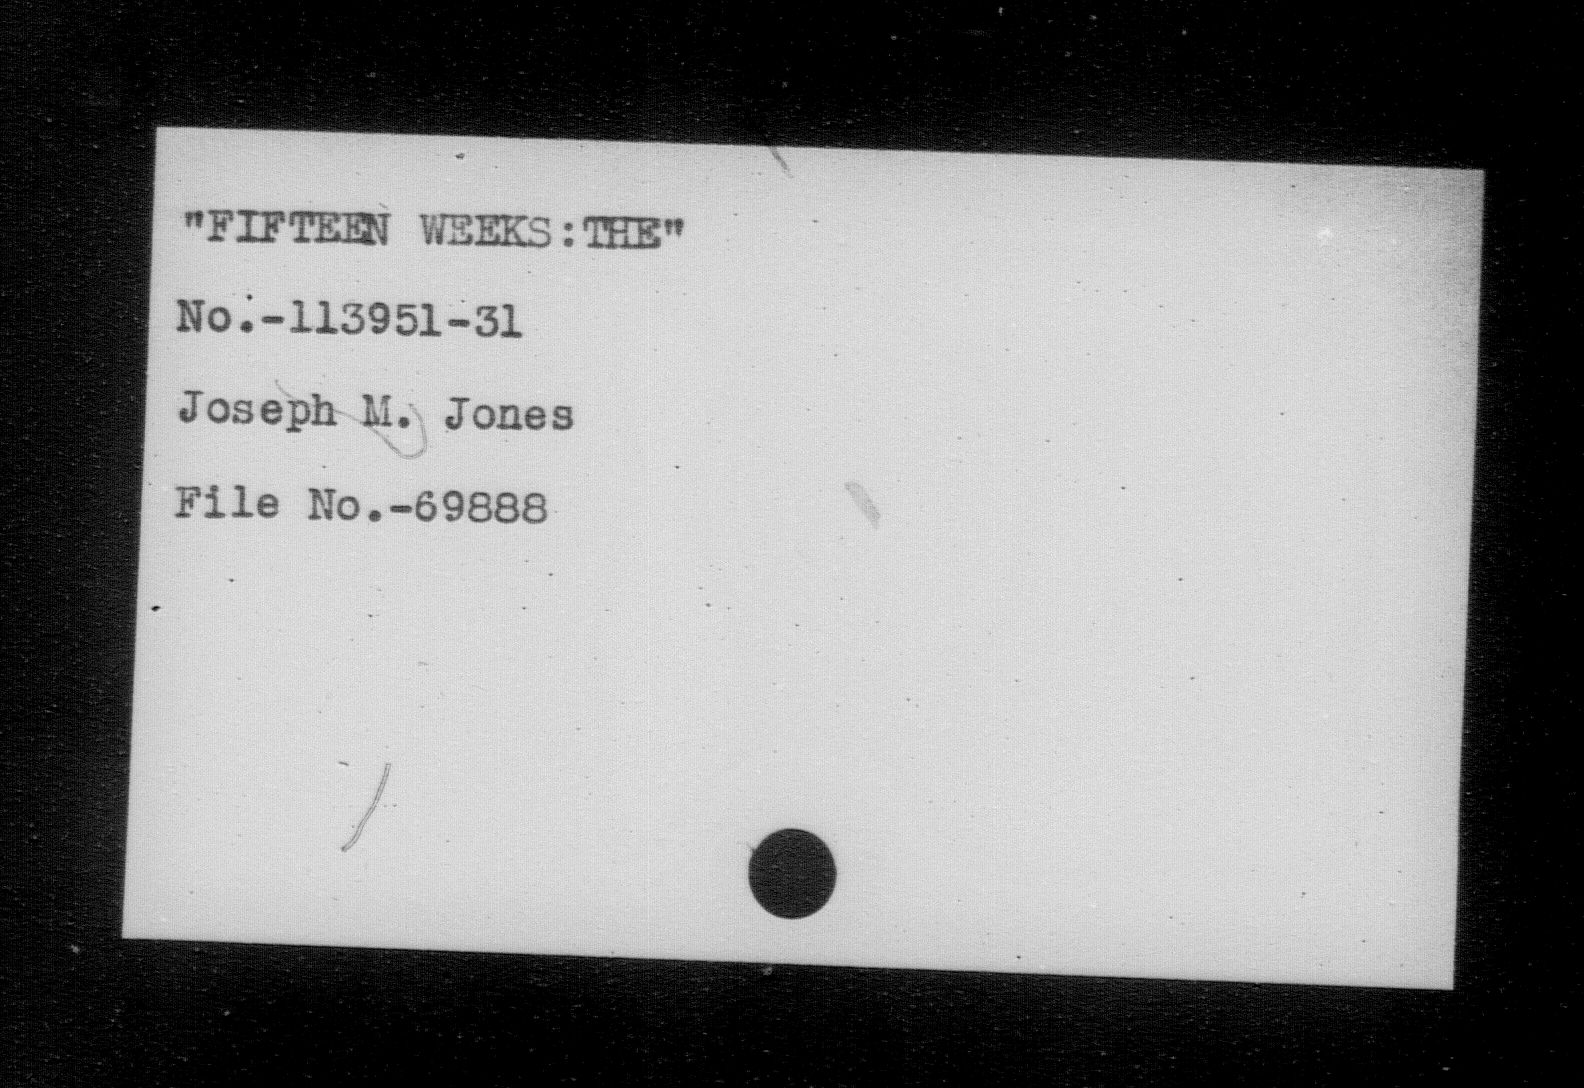 "FIFTEEN WEEKS:THE"
No.-113951-31
Joseph M. Jones
File No.-69888